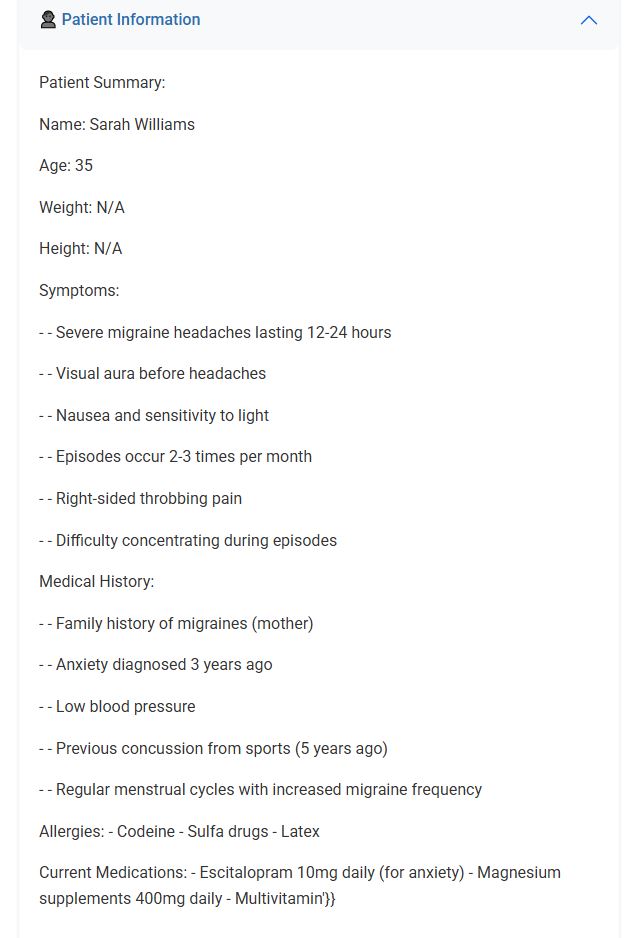 Patient Information
Patient Summary:
Name: Sarah Williams
Age: 35
Weight: N/A
Height: N/A
Symptoms:
- - Severe migraine headaches lasting 12-24 hours
- - Visual aura before headaches
- - Nausea and sensitivity to light
- - Episodes occur 2-3 times per month
- - Right-sided throbbing pain
- - Difficulty concentrating during episodes
Medical History:
- - Family history of migraines (mother)
- - Anxiety diagnosed 3 years ago
- - Low blood pressure
- - Previous concussion from sports (5 years ago)
- - Regular menstrual cycles with increased migraine frequency
Allergies: - Codeine - Sulfa drugs - Latex
Current Medications: - Escitalopram 10mg daily (for anxiety) - Magnesium
supplements 400mg daily - Multivitamin'}}